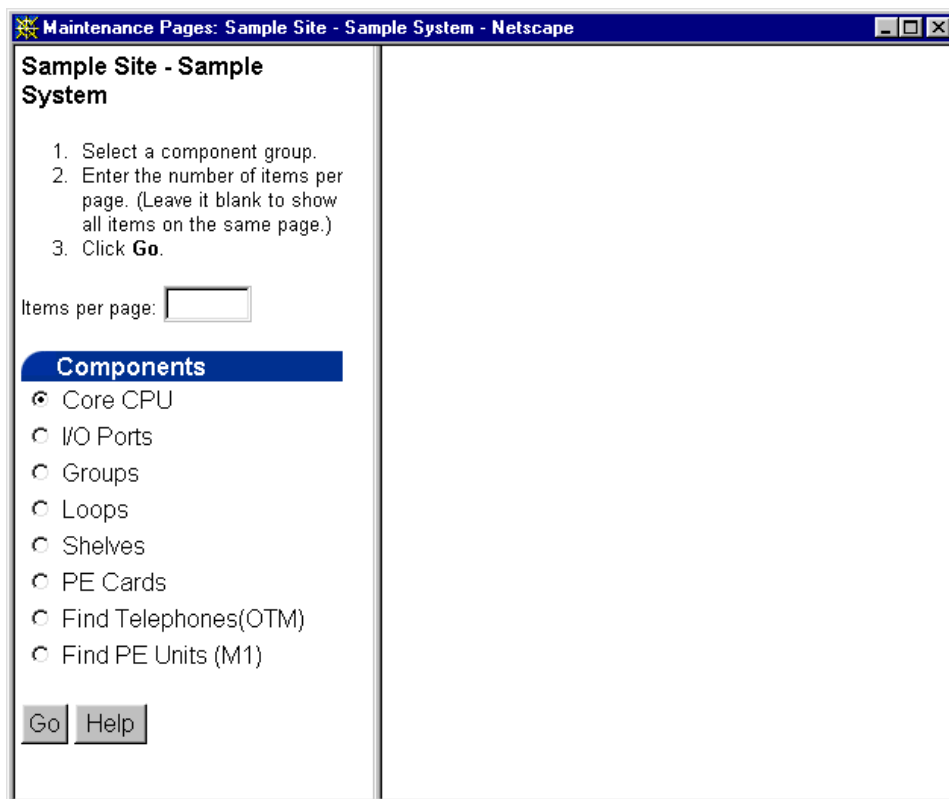 Maintenance Pages: Sample Site - Sample System - Netscape
Sample Site - Sample
System
1. Select a component group.
2. Enter the number of items per
page. (Leave it blank to show
all items on the same page.)
3. Click Go.
Items per page:
Components
Core CPU
I/O Ports
Groups
Loops
Shelves
PE Cards
Find Telephones(OTM)
Find PE Units (M1)
Go Help